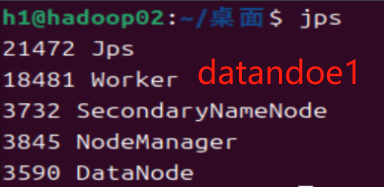 h1@hadoop02:~/桌面$ jps
21472 Jps
18481 Worker datandoe1
3732 SecondaryNameNode
3845 NodeManager
3590 DataNode